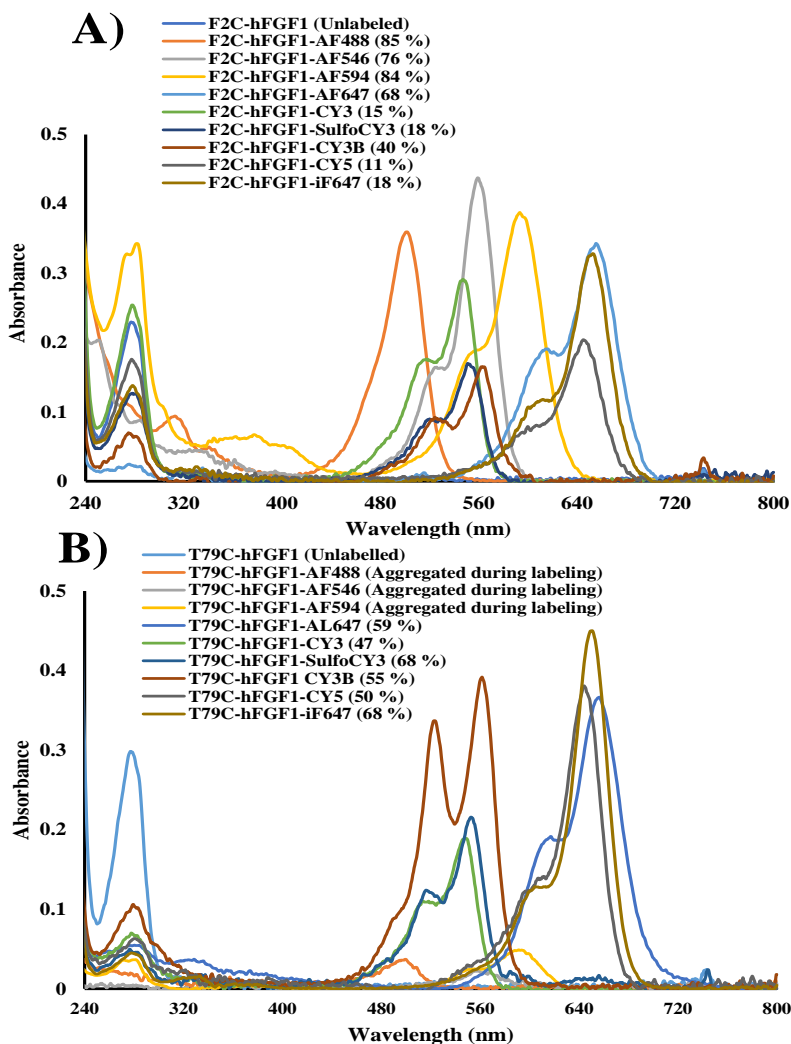 A)
F2C-hFGF1 (Unlabeled)
F2C-hFGF1-AF488 (85 %)
F2C-hFGF1-AF546 (76 %)
F2C-hFGF1-AF594 (84 %)
F2C-hFGF1-AF647 (68 %)
F2C-hFGF1-CY3 (15 %)
F2C-hFGF1-SulfoCY3 (18 %)
F2C-hFGF1-CY3B (40 %)
F2C-hFGF1-CY5 (11 %)
F2C-hFGF1-iF647 (18 %)
0.5
0.4
0.3
0.2
0.1
0
Absorbance
240 320 400 480 560 640 720 800
Wavelength (nm)
B)
T79C-hFGF1 (Unlabelled)
T79C-hFGF1-AF488 (Aggregated during labeling)
T79C-hFGF1-AF546 (Aggregated during labeling)
T79C-hFGF1-AF594 (Aggregated during labeling)
T79C-hFGF1-AL647 (59 %)
T79C-hFGF1-CY3 (47 %)
T79C-hFGF1-SulfoCY3 (68 %)
T79C-hFGF1 CY3B (55 %)
T79C-hFGF1-CY5 (50 %)
T79C-hFGF1-iF647 (68 %)
0.5
0.4
0.3
0.2
0.1
0
Absorbance
240 320 400 480 560 640 720 800
Wavelength (nm)